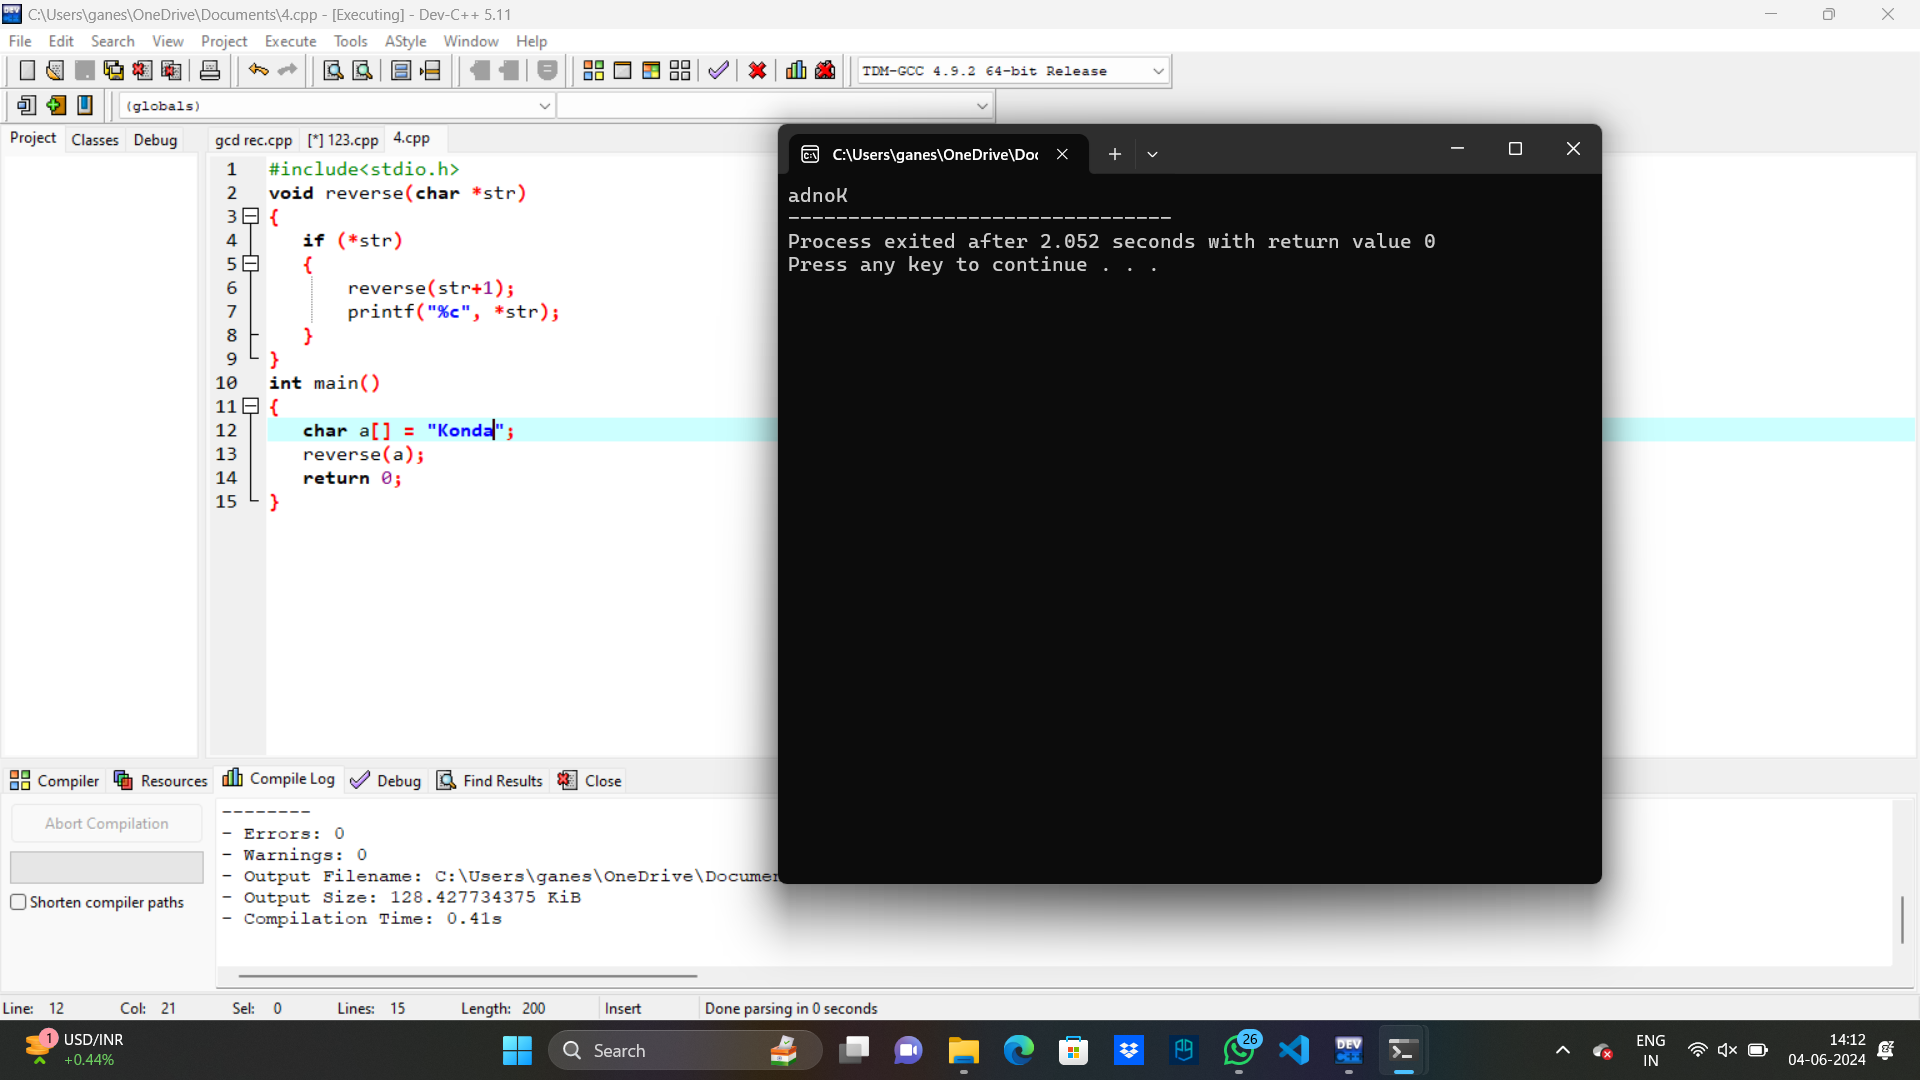 C:\Users\ganes\OneDrive\Documents\4.cpp - [Executing] - Dev-C++ 5.11
File Edit Search View Project Execute Tools AStyle Window Help
TDM-GCC 4.9.2 64-bit Release
(globals)
Project Classes Debug
gcd rec.cpp [*] 123.cpp 4.cpp
1 #include<stdio.h>
2 void reverse(char *str)
3 {
4 if (*str)
5 {
6 reverse(str+1);
7 printf("%c", *str);
8 }
9 }
10 int main()
11 {
12 char a[] = "Konda";
13 reverse(a);
14 return 0;
15 }
C:\Users\ganes\OneDrive\Doc
adnoK
--------------------------------
Process exited after 2.052 seconds with return value 0
Press any key to continue . . .
Compiler Resources Compile Log Debug Find Results Close
Abort Compilation
Shorten compiler paths
--------
- Errors: 0
- Warnings: 0
- Output Filename: C:\Users\ganes\OneDrive\Documen
- Output Size: 128.427734375 KiB
- Compilation Time: 0.41s
Line: 12 Col: 21 Sel: 0 Lines: 15 Length: 200 Insert Done parsing in 0 seconds
1
USD/INR
+0.44%
Search
26
DEV
C++
ENG
IN
14:12
04-06-2024